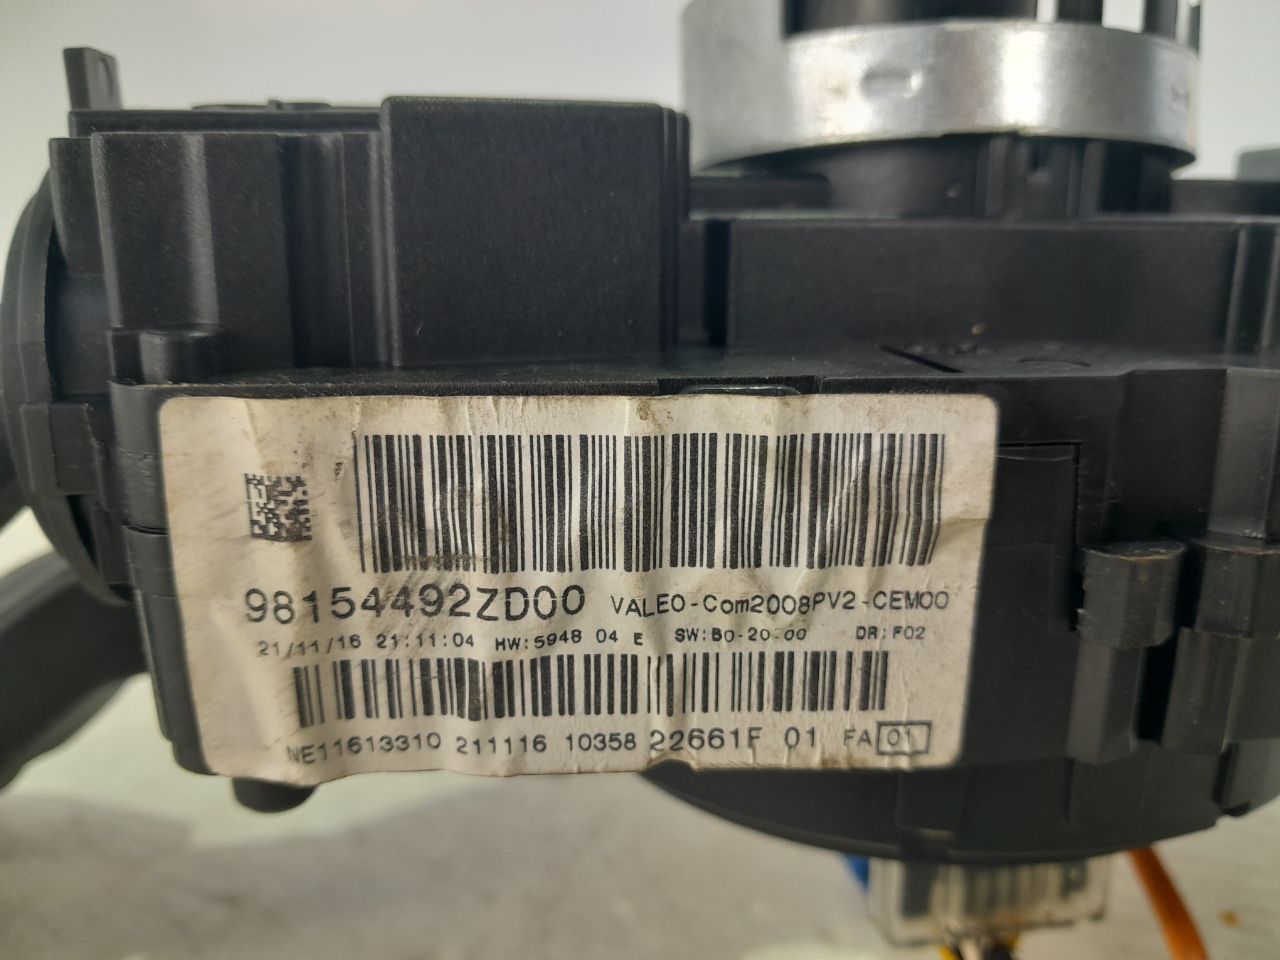 98154492ZD00 VALEO-Com2008PV2-CEM00
21/11/16 21:11:04 HW:5948 04 E SW:B0-20:00 DR:F02
NE11613310 211116 10358 22661F 01 FA 01